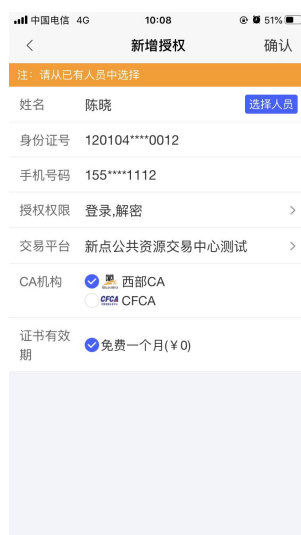 中国电信 4G 10:08 51%
新增授权 确认
注：请从已有人员中选择
姓名 陈晓 选择人员
身份证号 120104****0012
手机号码 155****1112
授权权限 登录,解密
交易平台 新点公共资源交易中心测试
CA机构 西部CA
CFCA CFCA
证书有效期 免费一个月(¥0)